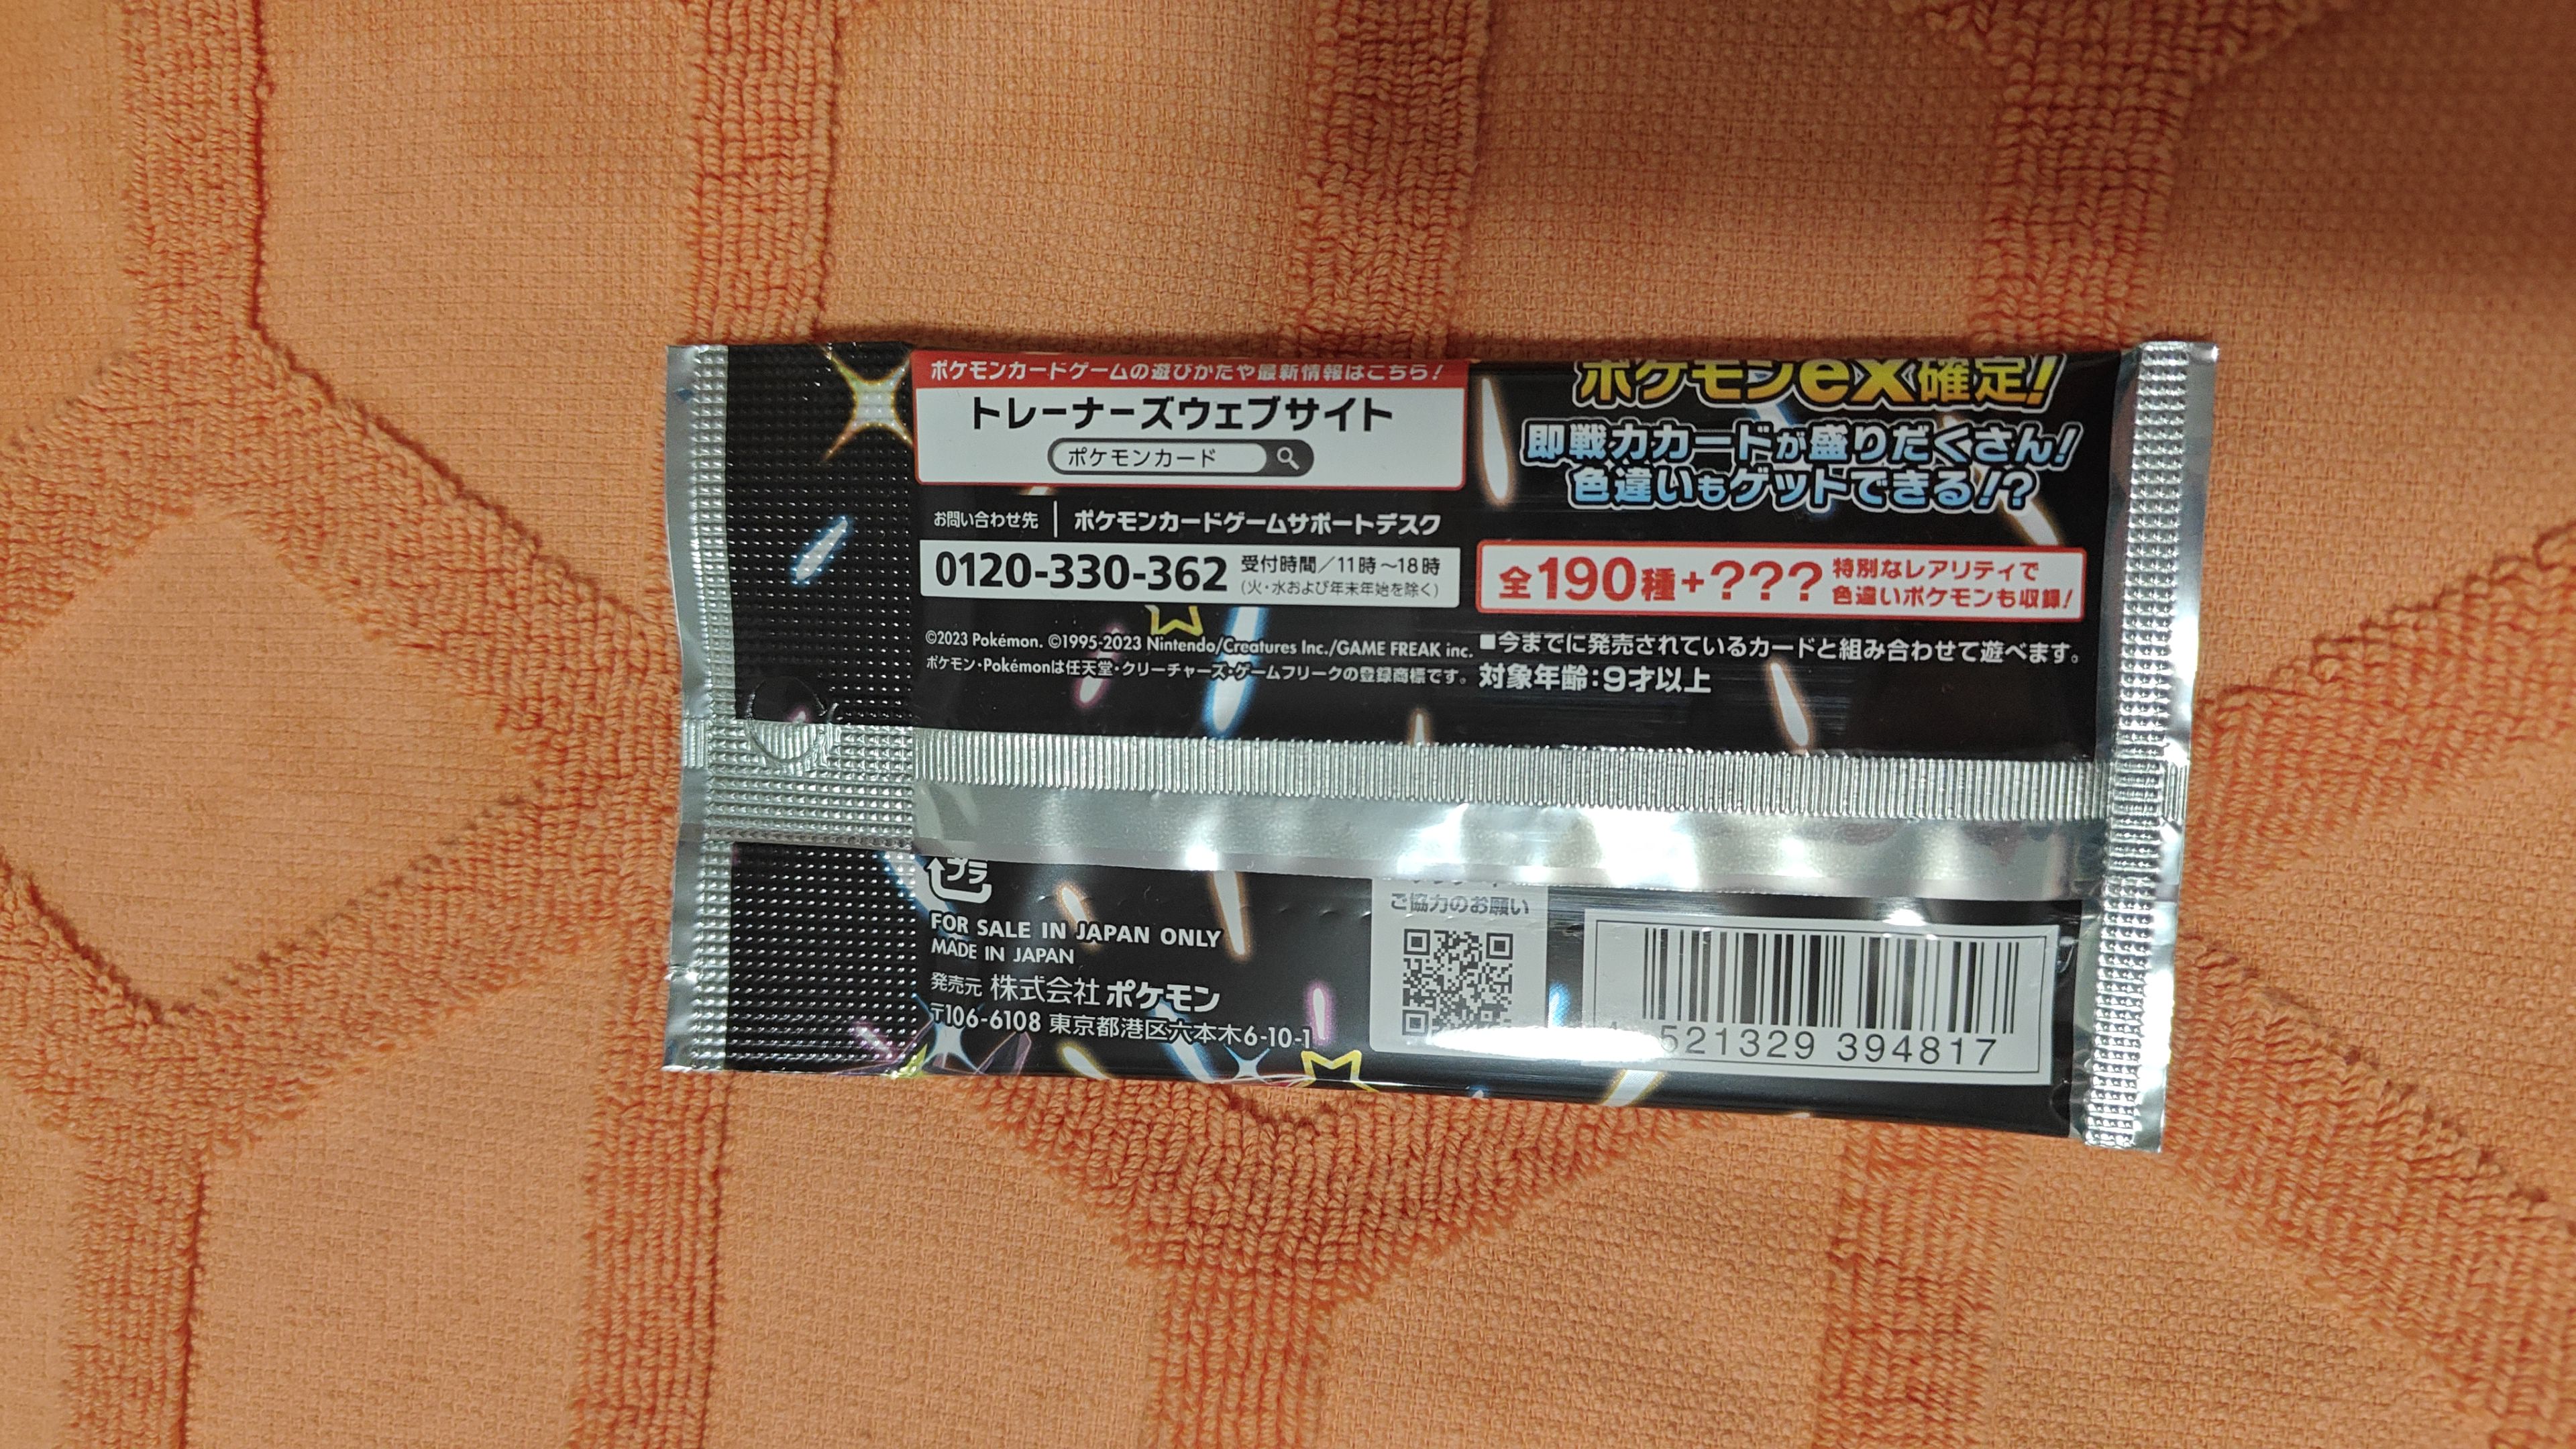 ポケモンカードゲームの遊びかたや最新情報はこちら!
トレーナーズウェブサイト
ポケモンカード
お問い合わせ先 ポケモンカードゲームサポートデスク
0120-330-362 受付時間/11時~18時
(火・水および年末年始を除く)
©2023 Pokémon. ©1995-2023 Nintendo/Creatures Inc./GAME FREAK inc.
ポケモン・Pokémonは任天堂・クリーチャーズ・ゲームフリークの登録商標です。
ポケモンex確定!
即戦力カードが盛りだくさん!
色違いもゲットできる!?
全190種+??? 特別なレアリティで
色違いポケモンも収録!
■今までに発売されているカードと組み合わせて遊べます。
対象年齢:9才以上
プラ
FOR SALE IN JAPAN ONLY
MADE IN JAPAN
発売元 株式会社ポケモン
〒106-6108 東京都港区六本木6-10-1
ご協力のお願い
4 521329 394817